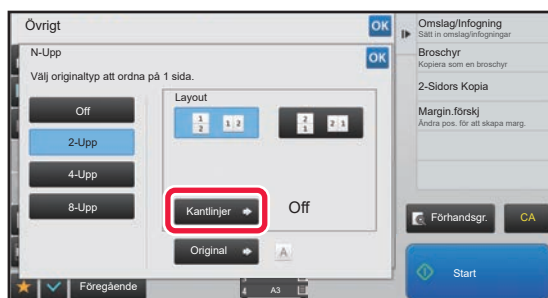 Övrigt
OK
N-Upp
OK
Välj originaltyp att ordna på 1 sida.
Off
2-Upp
4-Upp
8-Upp
Layout
1 2 1 2
2 1 2 1
Kantlinjer
Off
Original
A
Föregående
A3
Omslag/Infogning
Sätt in omslag/infogningar
Broschyr
Kopiera som en broschyr
2-Sidors Kopia
Margin.förskj
Ändra pos. för att skapa marg.
Förhandsgr.
CA
Start